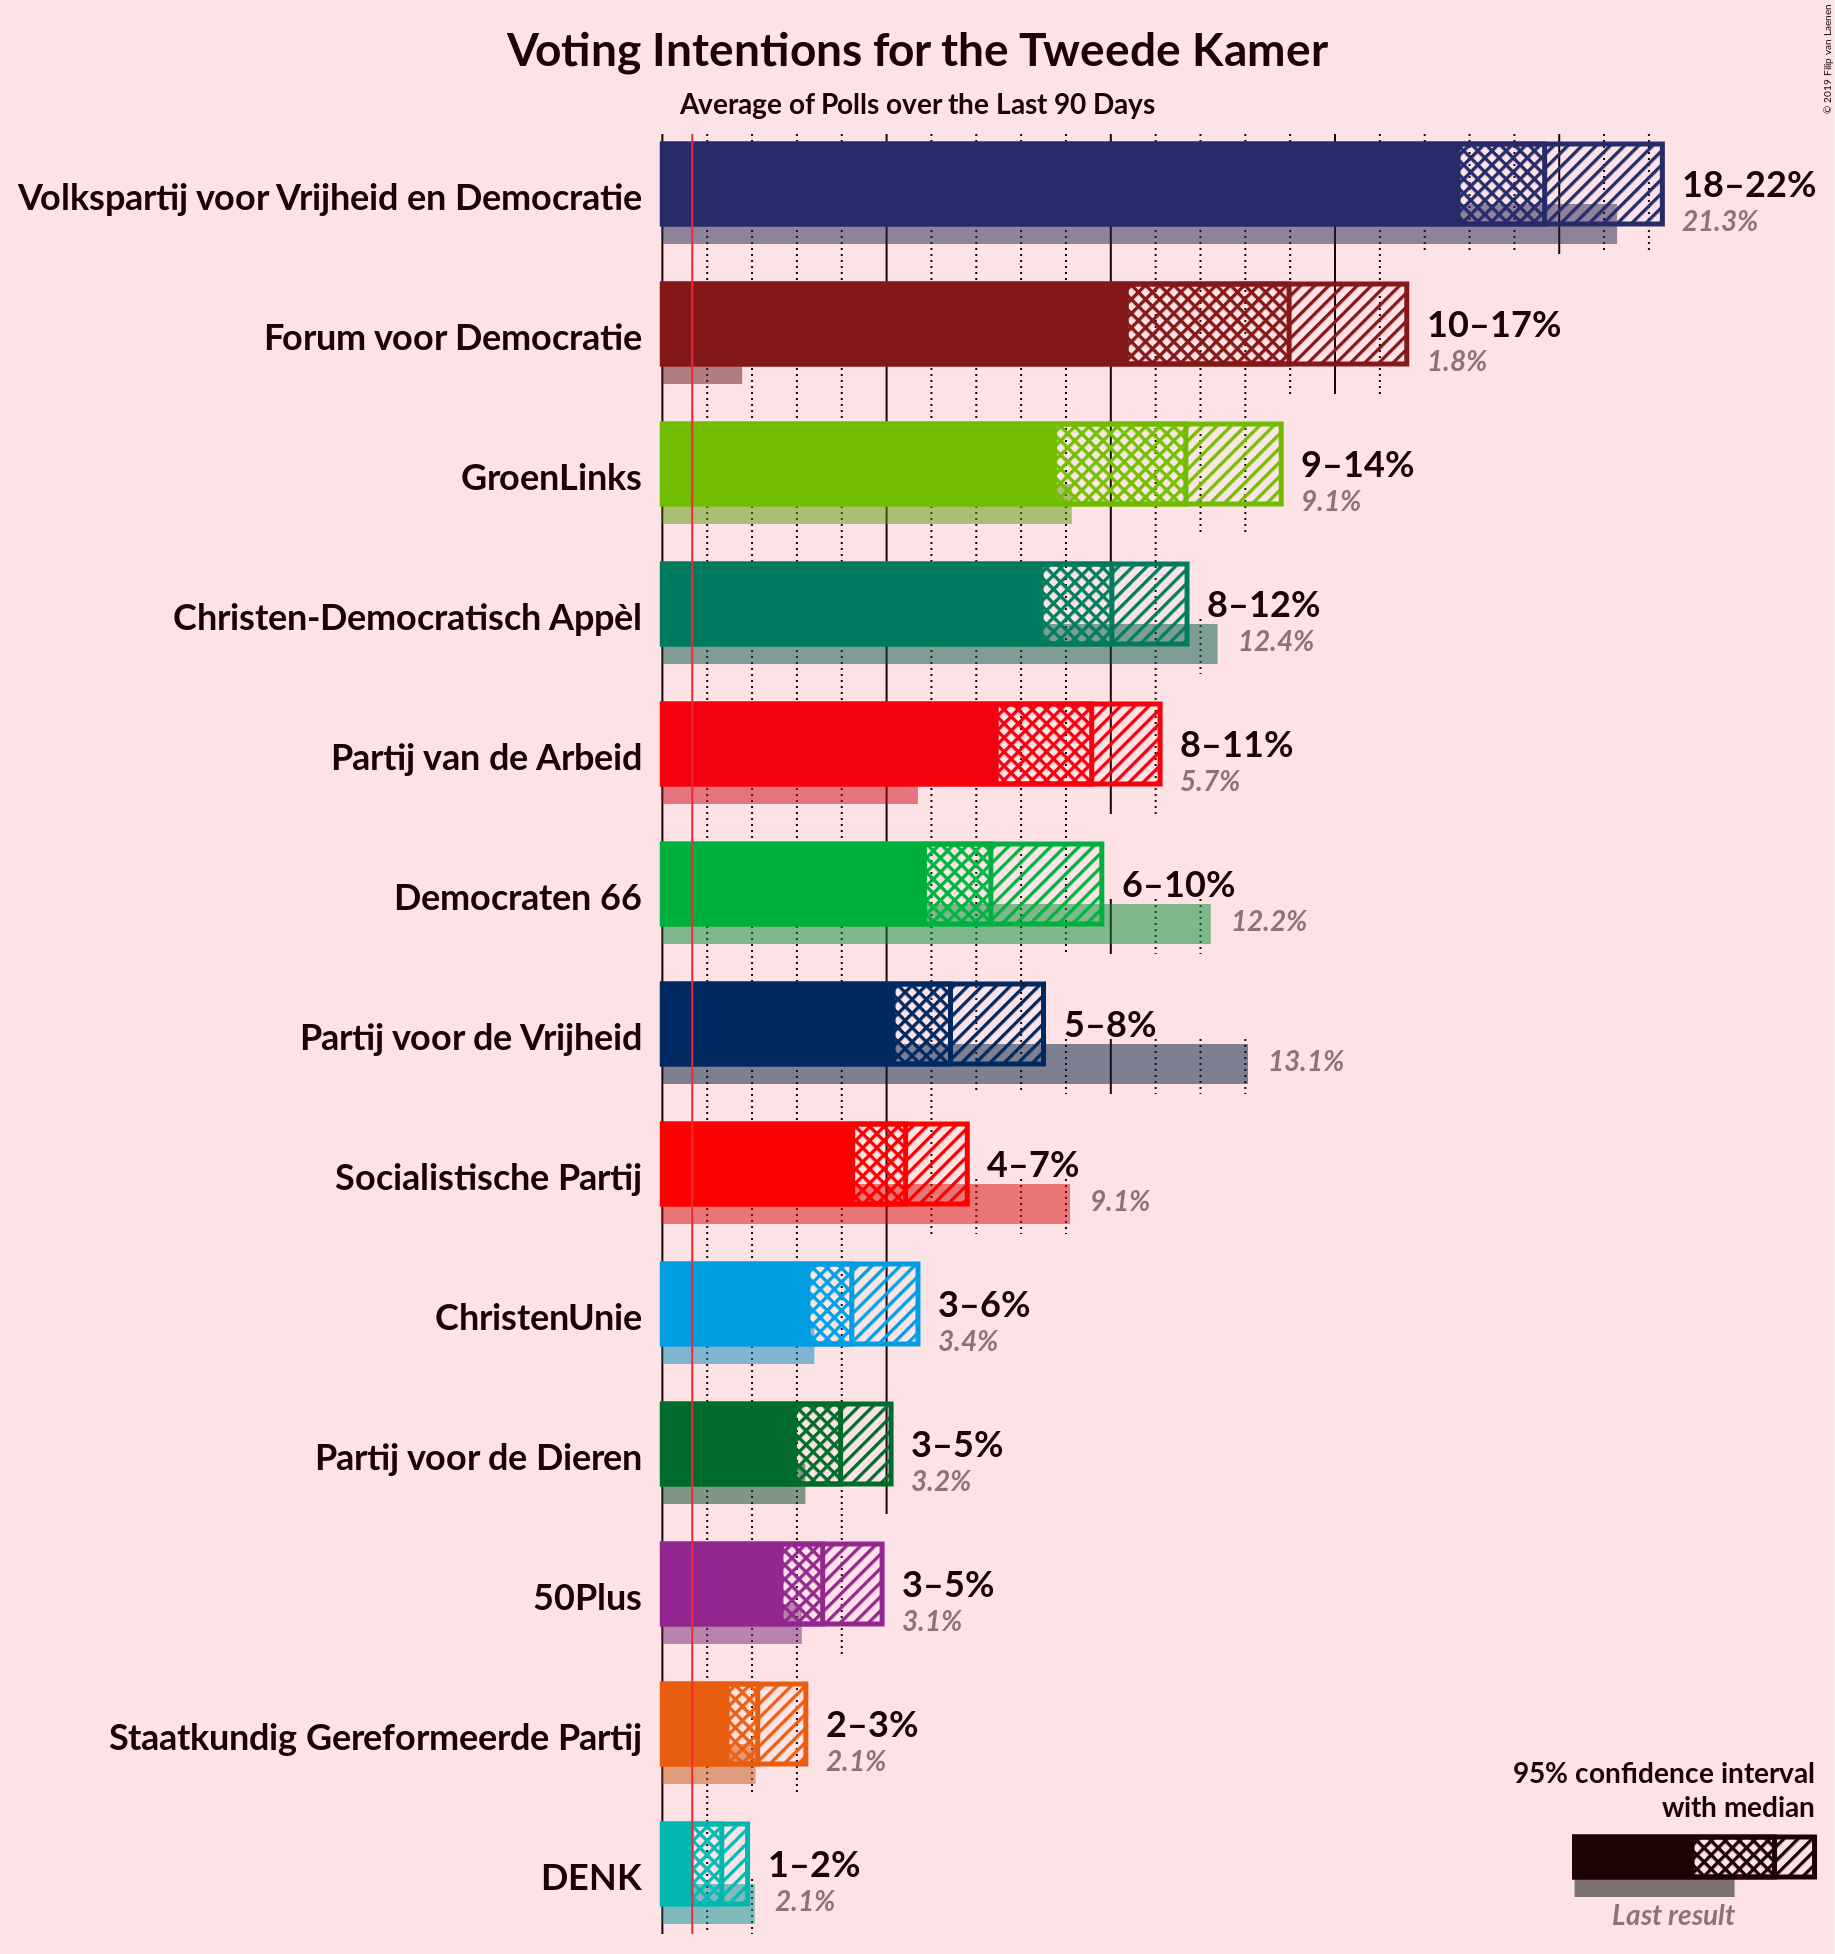 Voting Intentions for the Tweede Kamer
Average of Polls over the Last 90 Days
© 2019 Filip van Laenen
Volkspartij voor Vrijheid en Democratie
18–22%
21.3%
Forum voor Democratie
10–17%
1.8%
GroenLinks
9–14%
9.1%
Christen-Democratisch Appèl
8–12%
12.4%
Partij van de Arbeid
8–11%
5.7%
Democraten 66
6–10%
12.2%
Partij voor de Vrijheid
5–8%
13.1%
Socialistische Partij
4–7%
9.1%
ChristenUnie
3–6%
3.4%
Partij voor de Dieren
3–5%
3.2%
50Plus
3–5%
3.1%
Staatkundig Gereformeerde Partij
2–3%
2.1%
DENK
1–2%
2.1%
95% confidence interval
with median
Last result